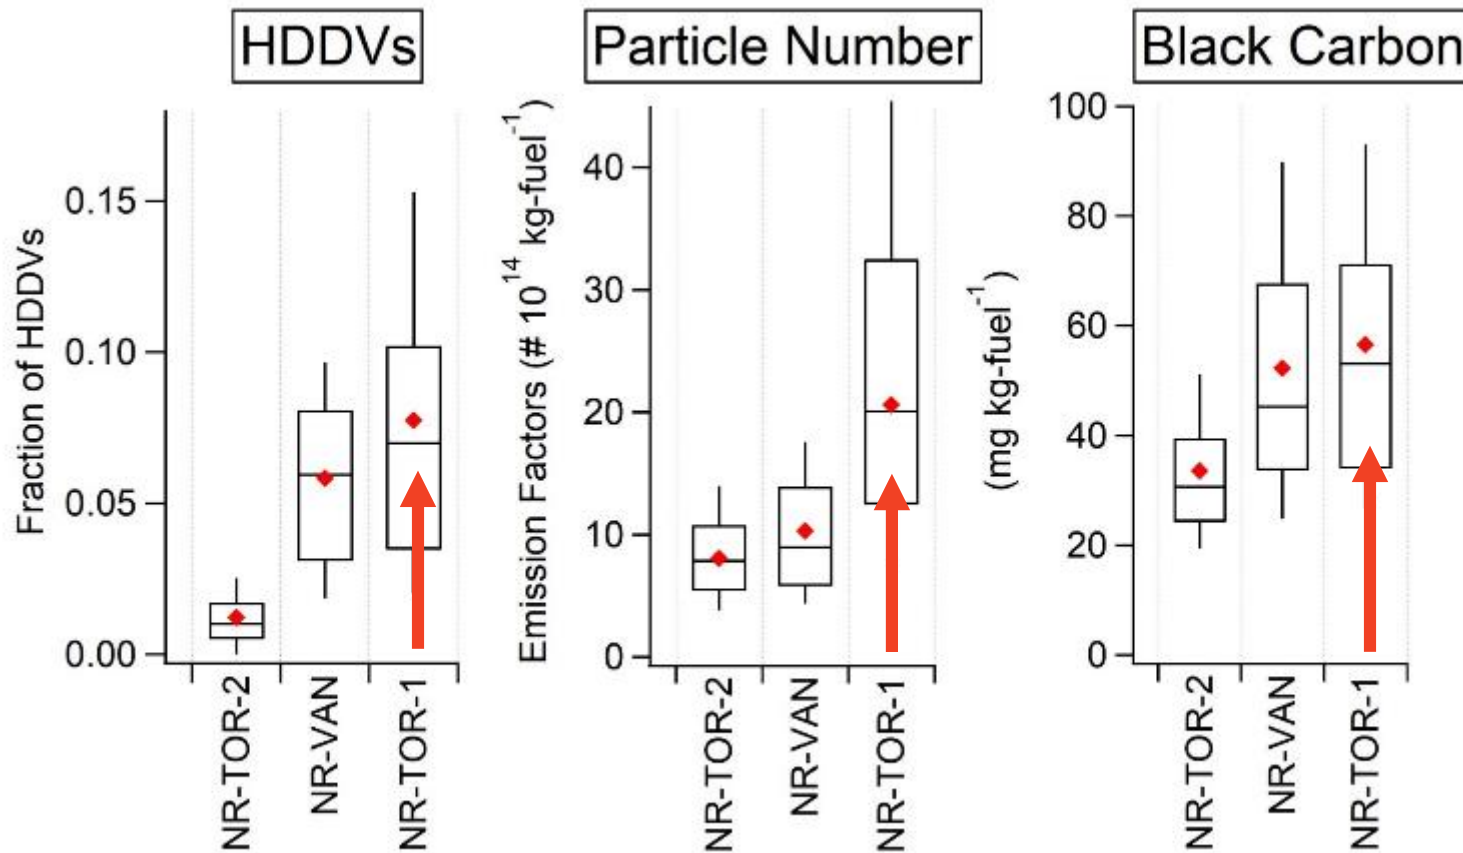 HDDVs
Fraction of HDDVs
0.15
0.10
0.05
0.00
NR-TOR-2
NR-VAN
NR-TOR-1
Particle Number
Emission Factors (# 10¹⁴ kg-fuel⁻¹)
40
30
20
10
0
NR-TOR-2
NR-VAN
NR-TOR-1
Black Carbon
(mg kg-fuel⁻¹)
100
80
60
40
20
0
NR-TOR-2
NR-VAN
NR-TOR-1